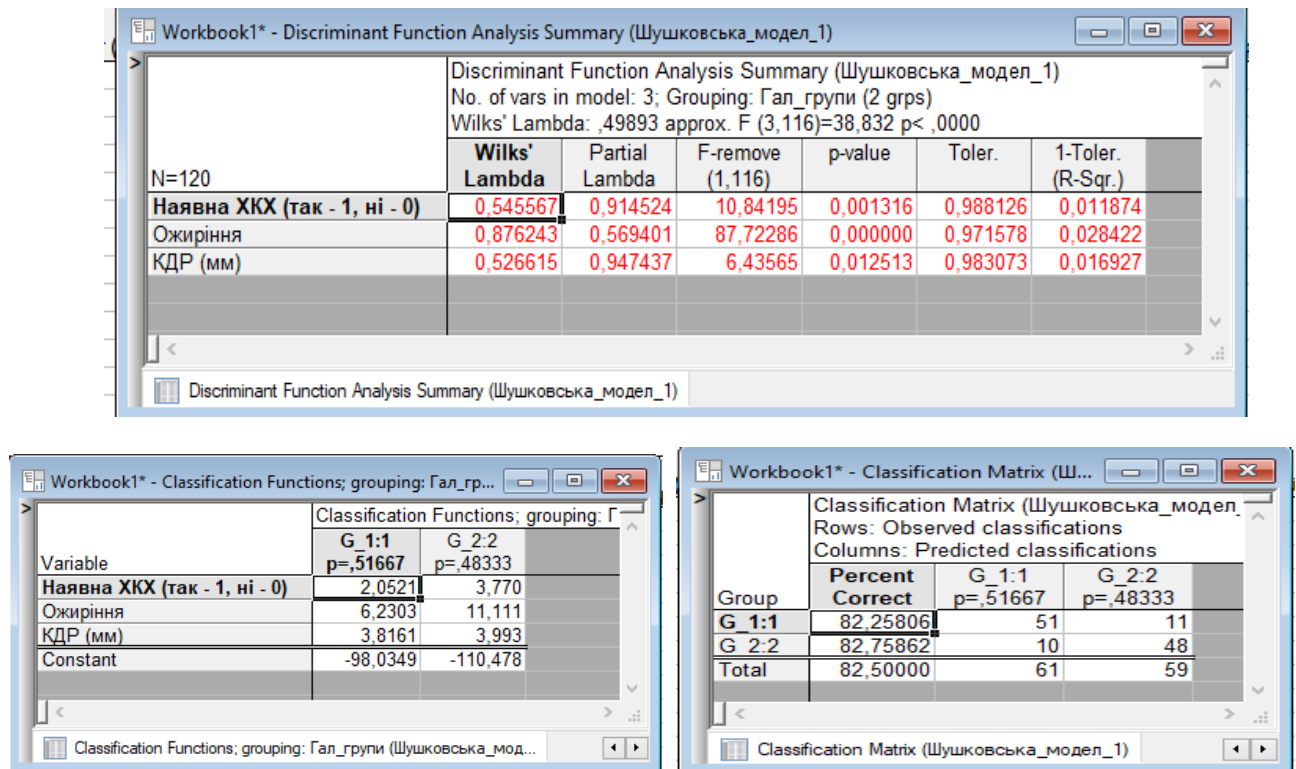 Workbook1* - Discriminant Function Analysis Summary (Шушковська_модел_1)
Discriminant Function Analysis Summary (Шушковська_модел_1)
No. of vars in model: 3; Grouping: Гал_групи (2 grps)
Wilks' Lambda: ,49893 approx. F (3,116)=38,832 p< ,0000
N=120 Wilks' Lambda Partial Lambda F-remove (1,116) p-value Toler. 1-Toler. (R-Sqr.)
Наявна ХКХ (так - 1, ні - 0) 0,545567 0,914524 10,84195 0,001316 0,988126 0,011874
Ожиріння 0,876243 0,569401 87,72286 0,000000 0,971578 0,028422
КДР (мм) 0,526615 0,947437 6,43565 0,012513 0,983073 0,016927
Discriminant Function Analysis Summary (Шушковська_модел_1)
Workbook1* - Classification Functions; grouping: Гал_гр...
Classification Functions; grouping: Г
Variable G_1:1 p=,51667 G_2:2 p=,48333
Наявна ХКХ (так - 1, ні - 0) 2,0521 3,770
Ожиріння 6,2303 11,111
КДР (мм) 3,8161 3,993
Constant -98,0349 -110,478
Classification Functions; grouping: Гал_групи (Шушковська_мод...
Workbook1* - Classification Matrix (Ш...
Classification Matrix (Шушковська_модел_
Rows: Observed classifications
Columns: Predicted classifications
Group Percent Correct G_1:1 p=,51667 G_2:2 p=,48333
G_1:1 82,25806 51 11
G_2:2 82,75862 10 48
Total 82,50000 61 59
Classification Matrix (Шушковська_модел_1)